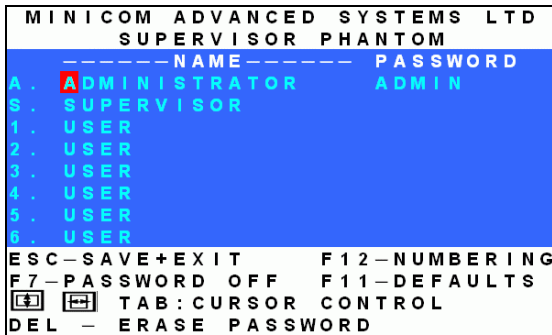 MINICOM ADVANCED SYSTEMS LTD
SUPERVISOR PHANTOM
------NAME------ PASSWORD
A. ADMINISTRATOR ADMIN
S. SUPERVISOR
1. USER
2. USER
3. USER
4. USER
5. USER
6. USER
ESC-SAVE+EXIT F12-NUMBERING
F7-PASSWORD OFF F11-DEFAULTS
TAB:CURSOR CONTROL
DEL - ERASE PASSWORD